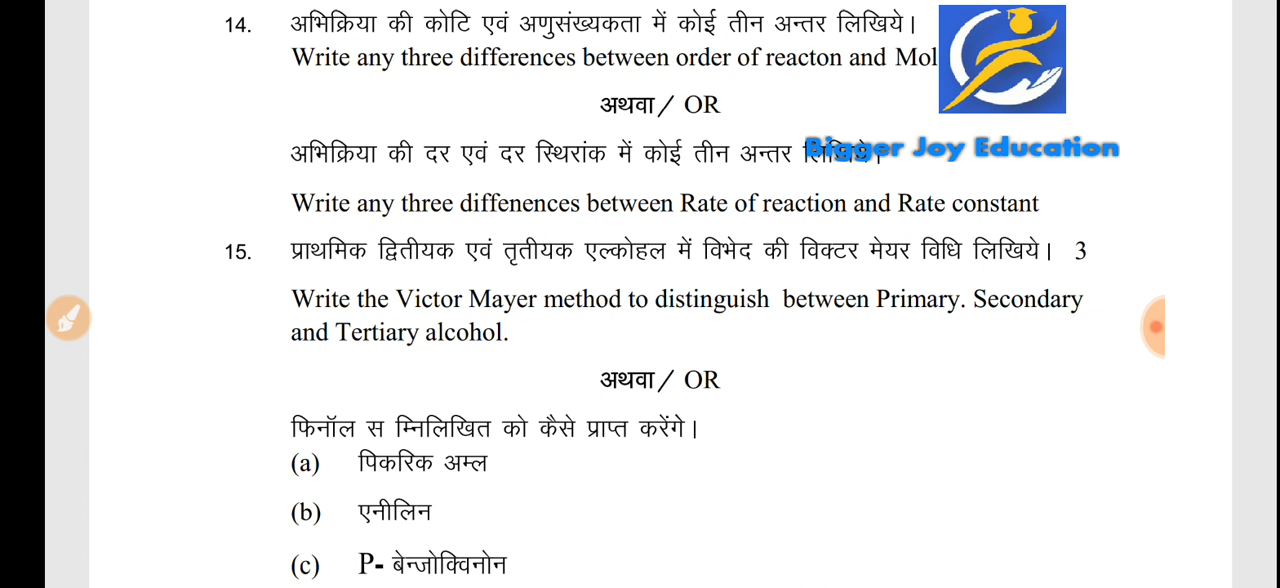 14. अभिक्रिया की कोटि एवं अणुसंख्यकता में कोई तीन अन्तर लिखिये।
Write any three differences between order of reacton and Mol
अथवा / OR
अभिक्रिया की दर एवं दर स्थिरांक में कोई तीन अन्तर
Bigger Joy Education
Write any three diffenences between Rate of reaction and Rate constant
15. प्राथमिक द्वितीयक एवं तृतीयक एल्कोहल में विभेद की विक्टर मेयर विधि लिखिये। 3
Write the Victor Mayer method to distinguish between Primary. Secondary
and Tertiary alcohol.
अथवा / OR
फिनॉल स म्निलिखित को कैसे प्राप्त करेंगे।
(a) पिकरिक अम्ल
(b) एनीलिन
(c) P- बेन्जोक्विनोन